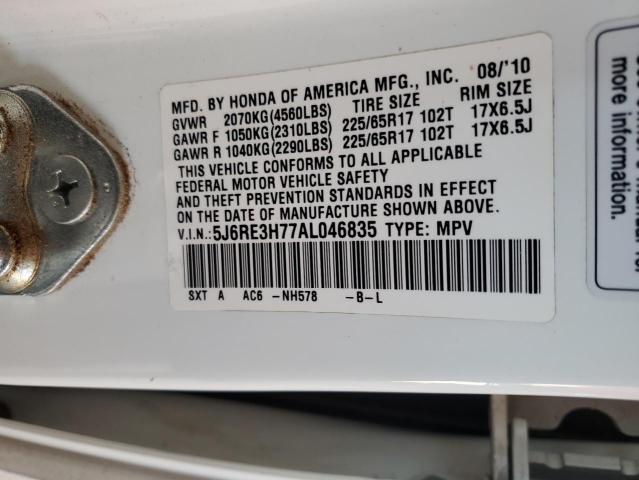 MFD. BY HONDA OF AMERICA MFG., INC. 08/'10
GVWR 2070KG(4560LBS) TIRE SIZE RIM SIZE
GAWR F 1050KG(2310LBS) 225/65R17 102T 17X6.5J
GAWR R 1040KG(2290LBS) 225/65R17 102T 17X6.5J
THIS VEHICLE CONFORMS TO ALL APPLICABLE
FEDERAL MOTOR VEHICLE SAFETY
AND THEFT PREVENTION STANDARDS IN EFFECT
ON DATE OF MANUFACTURE SHOWN ABOVE.
V.I.N.:5J6RE3H77AL046835 TYPE: MPV
SXT A AC6 -NH578 -B-L
more information.